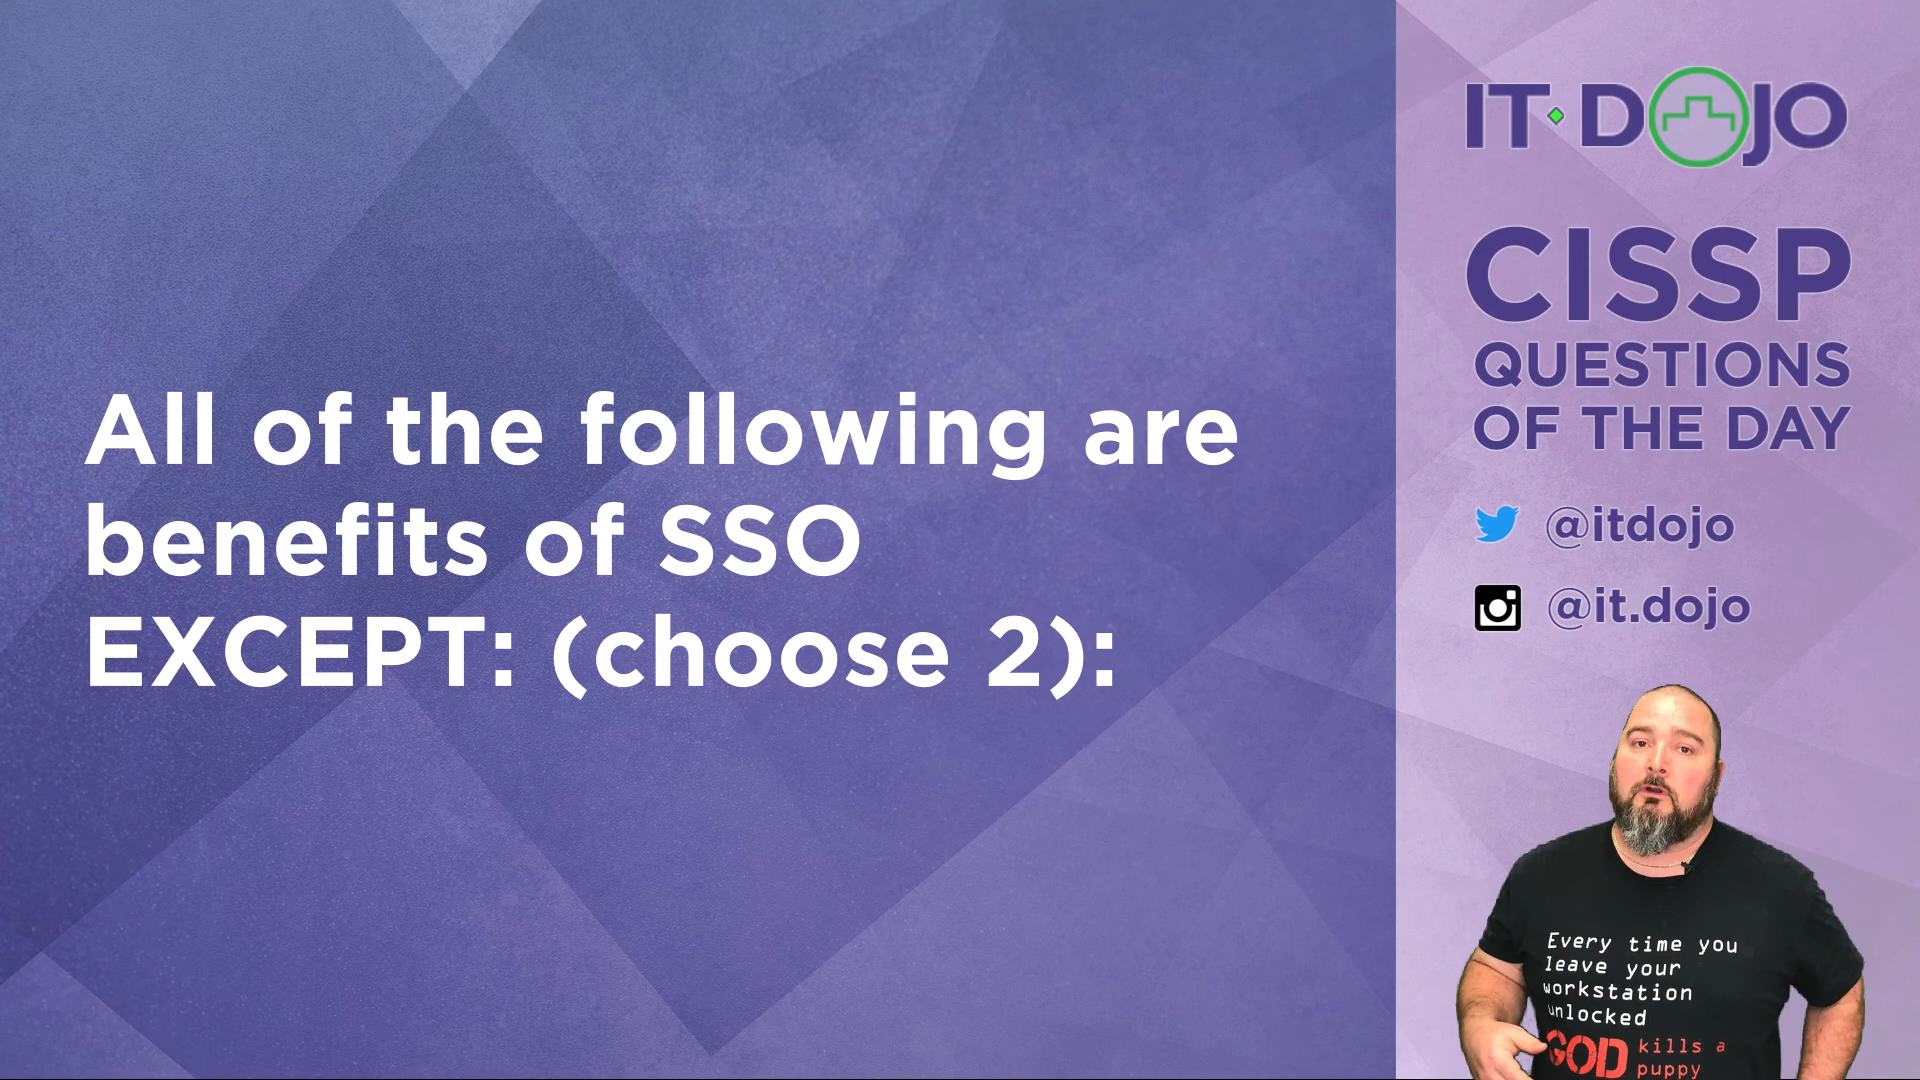 All of the following are
benefits of SSO
EXCEPT: (choose 2):
IT DOJO
CISSP
QUESTIONS
OF THE DAY
@itdojo
@it.dojo
Every time you
leave your
workstation
unlocked
GOD kills a
puppy